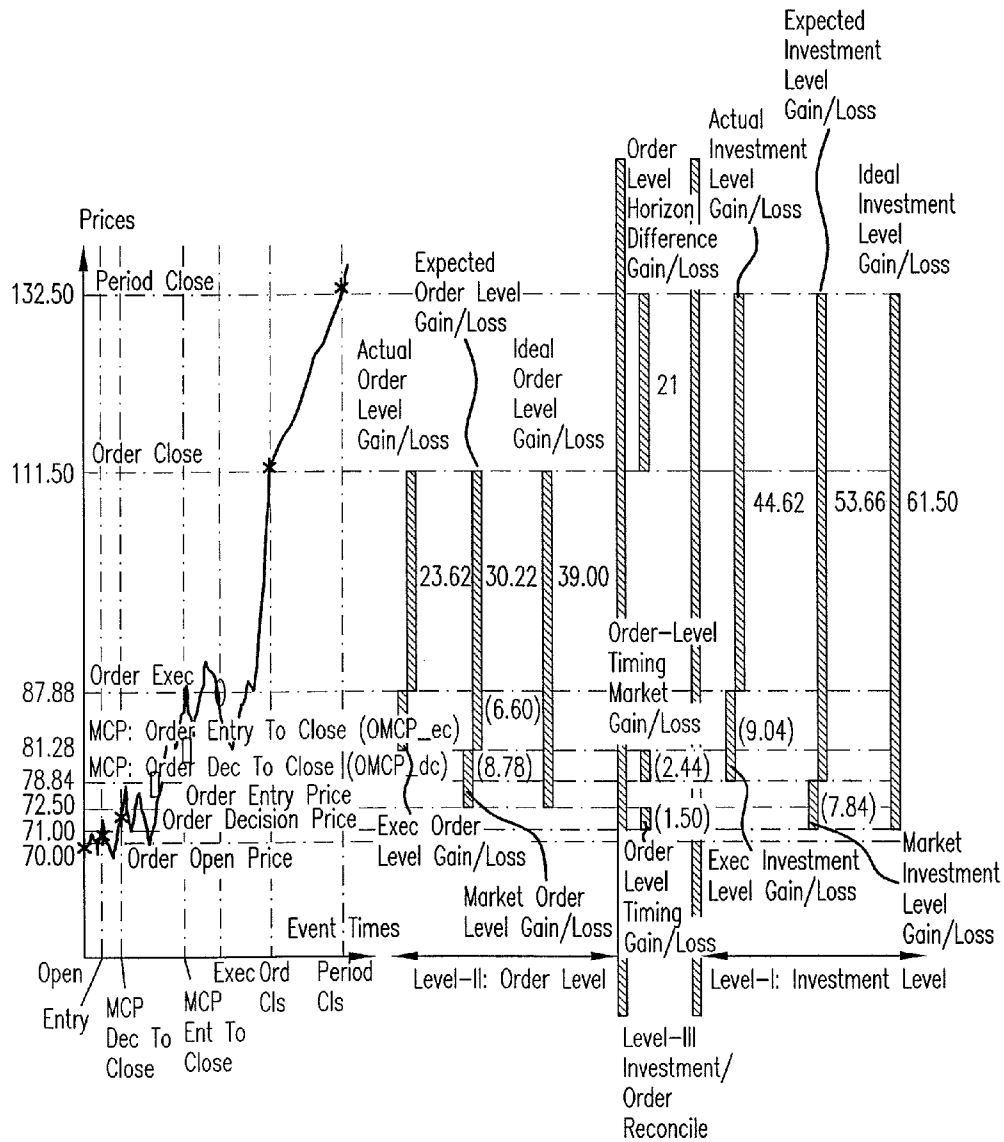 Expected
Investment
Level
Gain/Loss
Actual
Investment
Level
Gain/Loss
Order
Level
Horizon
Difference
Gain/Loss
Ideal
Investment
Level
Gain/Loss
Prices
Expected
Order Level
Gain/Loss
Actual
Order
Level
Gain/Loss
Ideal
Order
Level
Gain/Loss
132.50
Period Close
21
111.50
Order Close
23.62
30.22
39.00
44.62
53.66
61.50
Order-Level
Timing
Market
Gain/Loss
87.88
Order Exec
(6.60)
(9.04)
MCP: Order Entry To Close (OMCP_ec)
81.28
MCP: Order Dec To Close (OMCP_dc)
(8.78)
(2.44)
78.84
Order Entry Price
72.50
Order Decision Price
(1.50)
(7.84)
71.00
70.00
Order Open Price
Exec Order
Level Gain/Loss
Market Order
Level Gain/Loss
Order
Level
Timing
Gain/Loss
Exec Investment
Level Gain/Loss
Market
Investment
Level
Gain/Loss
Event Times
Open
Entry
MCP
Dec To
Close
MCP
Ent To
Close
Exec
Ord
Cls
Period
Cls
Level-II: Order Level
Level-I: Investment Level
Level-III
Investment/
Order
Reconcile